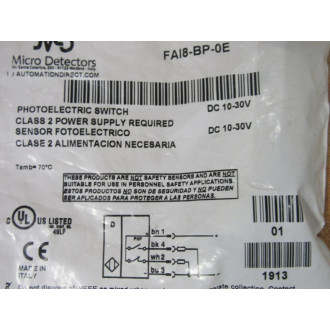 Micro Detectors
FAI8-BP-0E
AUTOMATIONDIRECT.COM
PHOTOELECTRIC SWITCH DC 10-30V
CLASS 2 POWER SUPPLY REQUIRED
SENSOR FOTOELECTRICO DC 10-30V
CLASE 2 ALIMENTACION NECESARIA
Tamb= 70°C
THESE PRODUCTS ARE NOT SAFETY SENSORS AND ARE
NOT SUITABLE FOR USE IN PERSONNEL SAFETY APPLICATIONS
ESTOS PRODUCTOS NO SON DE SEGURIDAD Y NO PUEDEN
SER APLICADOS PARA PROTEGER A LAS PERSONAS
C UL US LISTED
D
PNP
bn 1
bk 4
wh 2
bu 3
+
-
01
CE
MADE IN
ITALY
1913